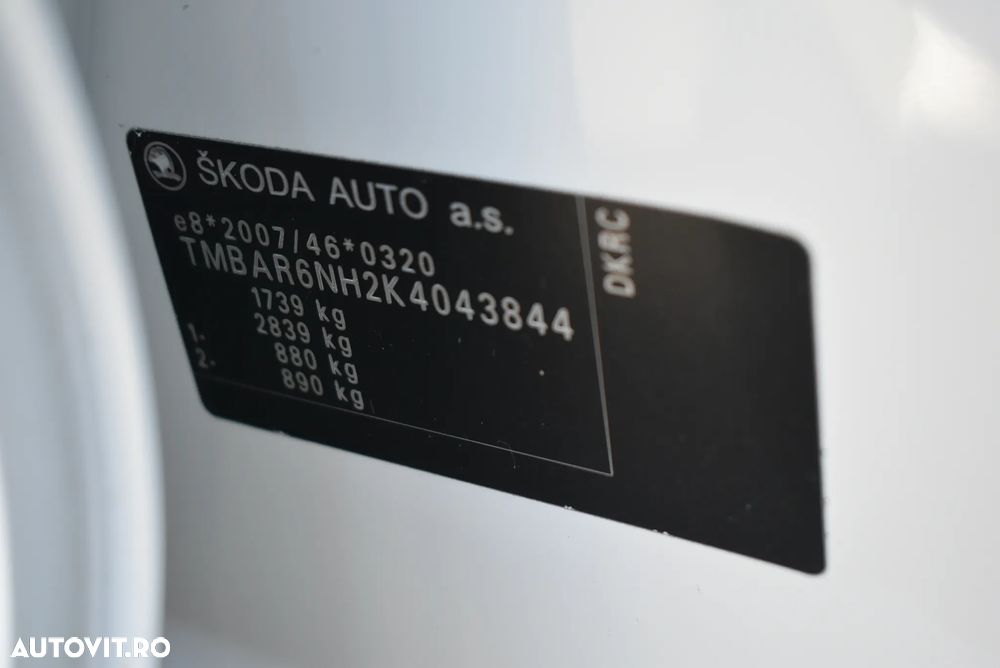 ŠKODA AUTO a.s.
e8*2007/46*0320
TMBAR6NH2K4043844
1739 kg
2839 kg
1- 880 kg
2- 890 kg
DKRC
AUTOVIT.RO